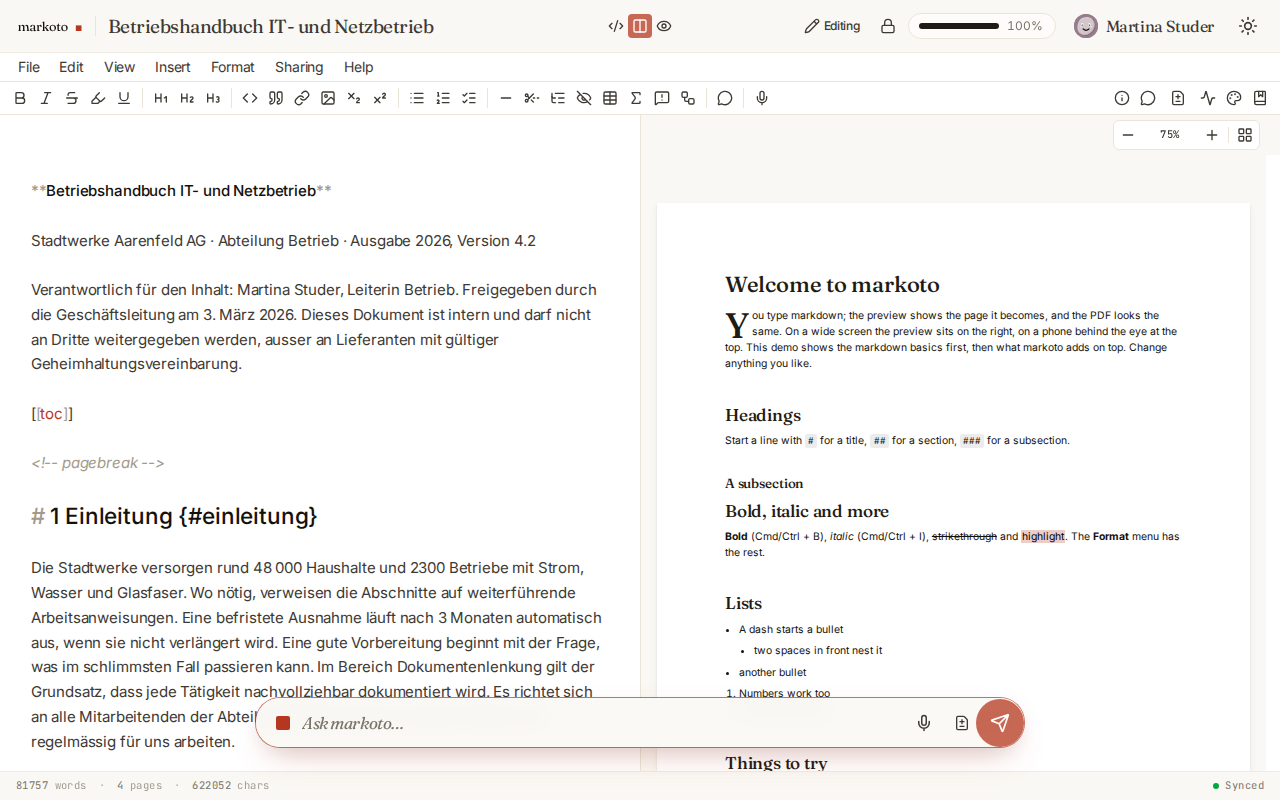 markoto
Betriebshandbuch IT- und Netzbetrieb
Editing
100%
Martina Studer
File Edit View Insert Format Sharing Help
H1 H2 H3
75%
**Betriebshandbuch IT- und Netzbetrieb**
Stadtwerke Aarenfeld AG · Abteilung Betrieb · Ausgabe 2026, Version 4.2
Verantwortlich für den Inhalt: Martina Studer, Leiterin Betrieb. Freigegeben durch
die Geschäftsleitung am 3. März 2026. Dieses Dokument ist intern und darf nicht
an Dritte weitergegeben werden, ausser an Lieferanten mit gültiger
Geheimhaltungsvereinbarung.
[[toc]]
<!-- pagebreak -->
# 1 Einleitung {#einleitung}
Die Stadtwerke versorgen rund 48 000 Haushalte und 2300 Betriebe mit Strom,
Wasser und Glasfaser. Wo nötig, verweisen die Abschnitte auf weiterführende
Arbeitsanweisungen. Eine befristete Ausnahme läuft nach 3 Monaten automatisch
aus, wenn sie nicht verlängert wird. Eine gute Vorbereitung beginnt mit der Frage,
was im schlimmsten Fall passieren kann. Im Bereich Dokumentenlenkung gilt der
Grundsatz, dass jede Tätigkeit nachvollziehbar dokumentiert wird. Es richtet sich
an alle Mitarbeitenden der Abteil
regelmässig für uns arbeiten.
Welcome to markoto
You type markdown; the preview shows the page it becomes, and the PDF looks the
same. On a wide screen the preview sits on the right, on a phone behind the eye at the
top. This demo shows the markdown basics first, then what markoto adds on top. Change
anything you like.
Headings
Start a line with # for a title, ## for a section, ### for a subsection.
A subsection
Bold, italic and more
Bold (Cmd/Ctrl + B), italic (Cmd/Ctrl + I), strikethrough and highlight. The Format menu has
the rest.
Lists
• A dash starts a bullet
• two spaces in front nest it
• another bullet
1. Numbers work too
Things to try
Ask markoto...
81757 words · 4 pages · 622052 chars
Synced